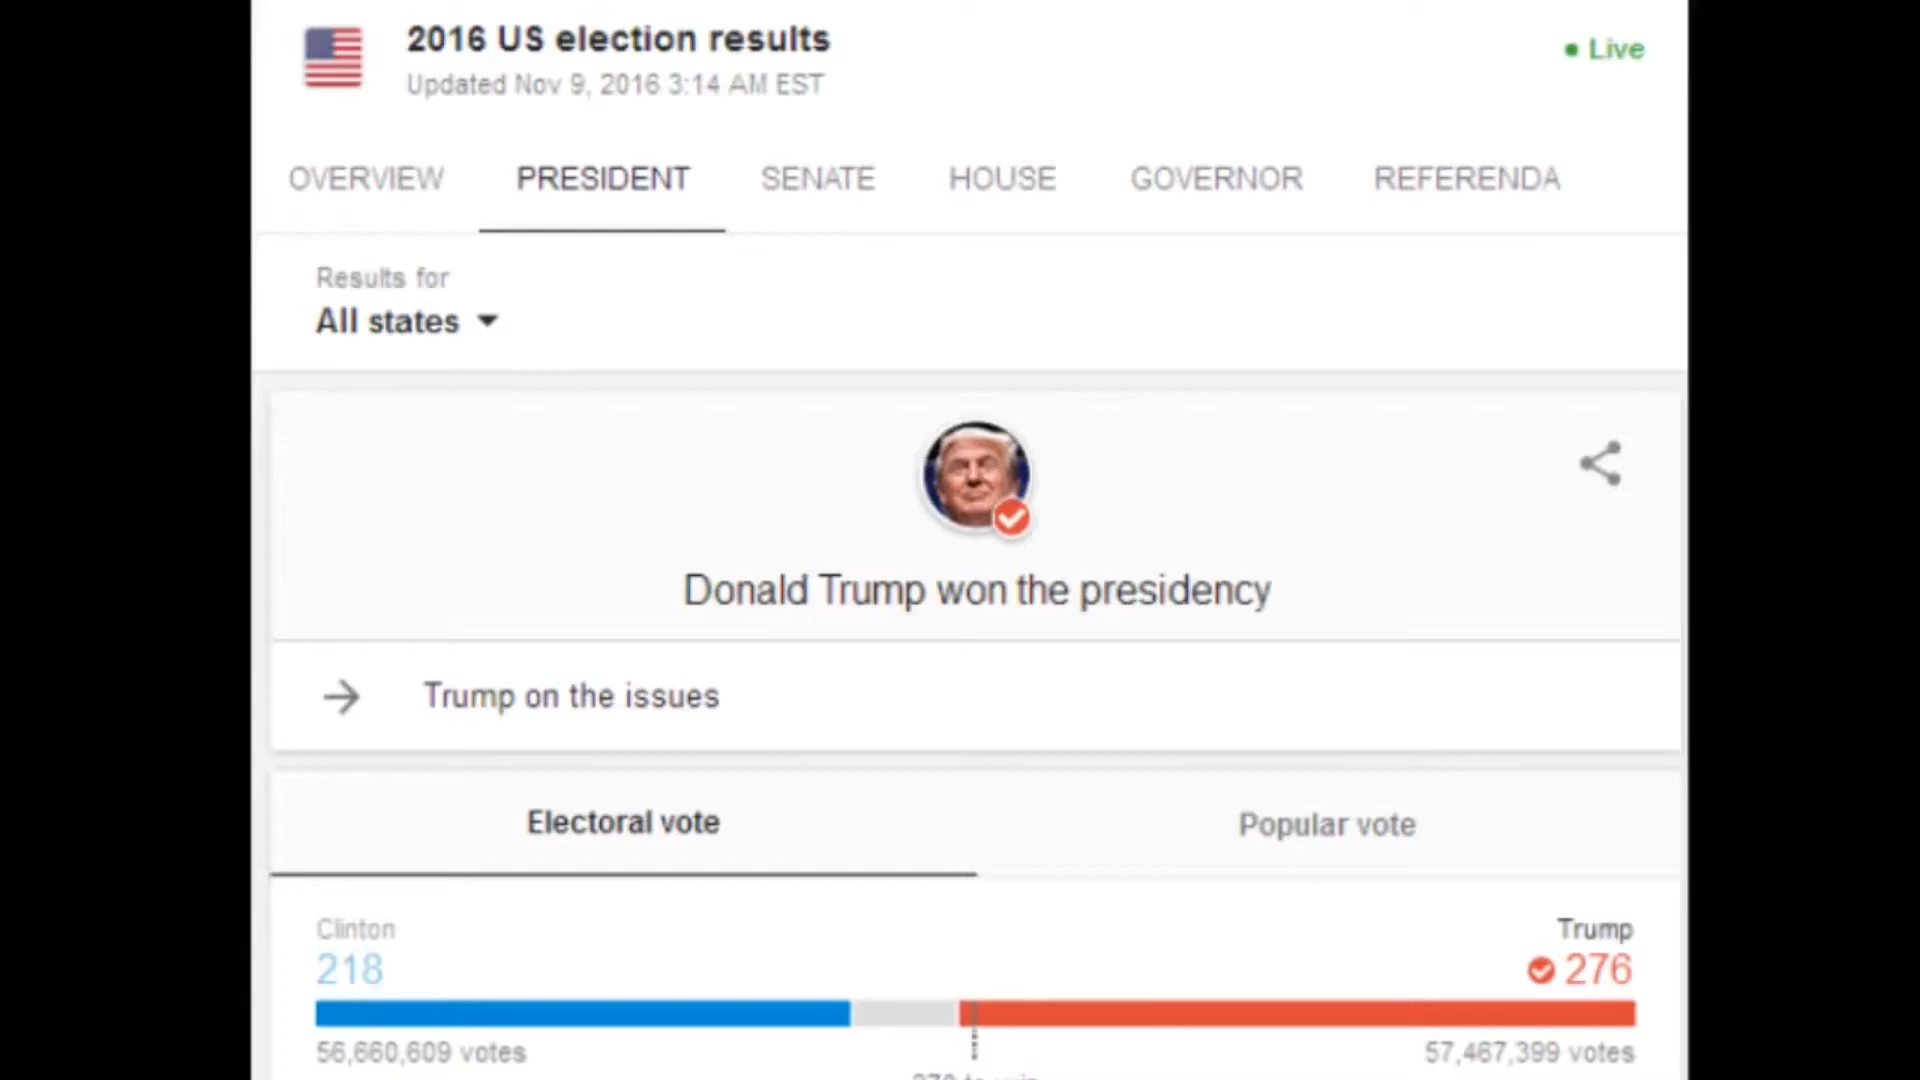 2016 US election results
Updated Nov 9, 2016 3:14 AM EST
Live
OVERVIEW PRESIDENT SENATE HOUSE GOVERNOR REFERENDA
Results for
All states
Donald Trump won the presidency
Trump on the issues
Electoral vote Popular vote
Clinton Trump
218 276
56,660,609 votes 57,467,399 votes